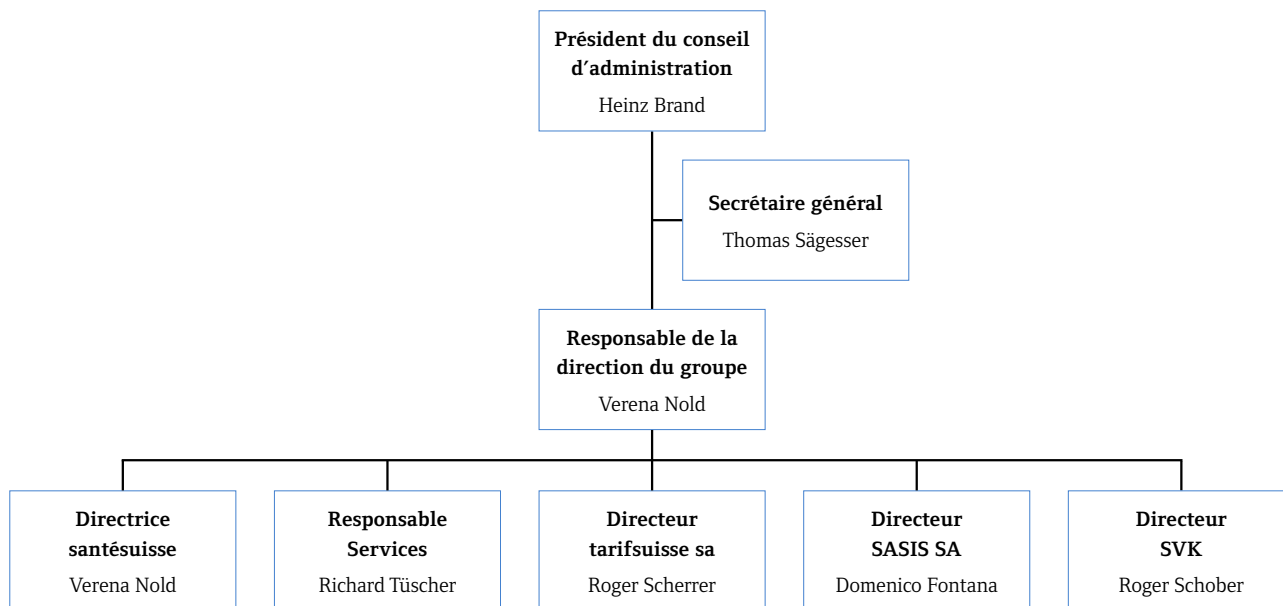 Président du conseil
d'administration
Heinz Brand
Secrétaire général
Thomas Sägesser
Responsable de la
direction du groupe
Verena Nold
Directrice
santésuisse
Verena Nold
Responsable
Services
Richard Tüscher
Directeur
tarifsuisse sa
Roger Scherrer
Directeur
SASIS SA
Domenico Fontana
Directeur
SVK
Roger Schober